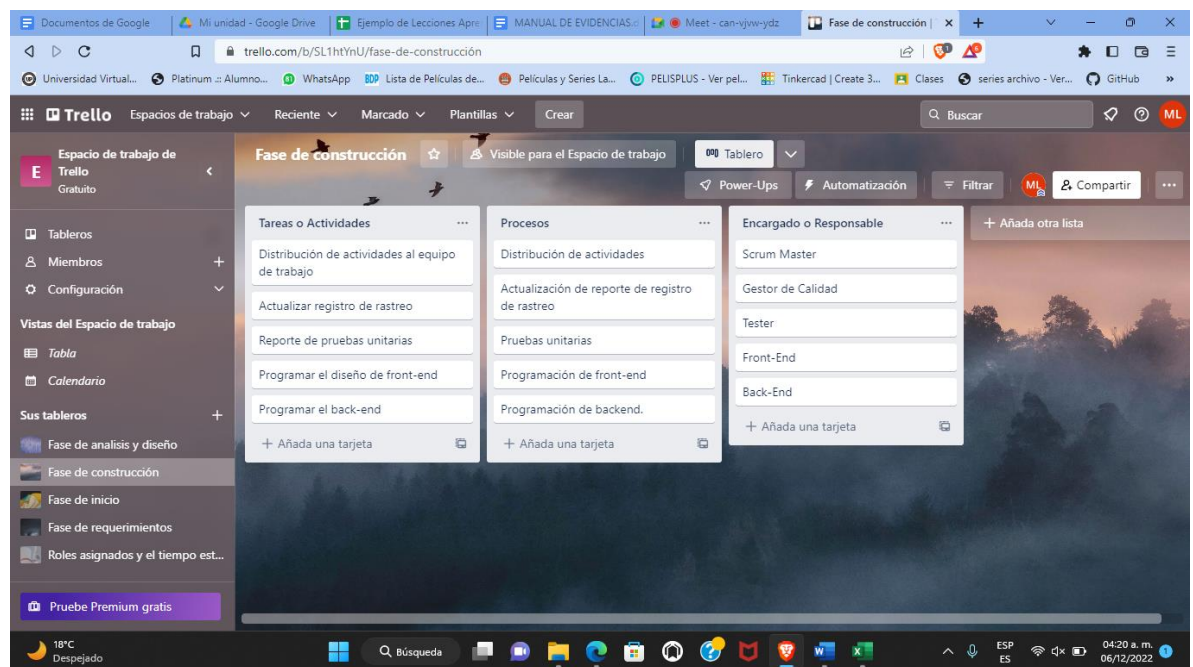 Documentos de Google
Mi unidad - Google Drive
Ejemplo de Lecciones Apre
MANUAL DE EVIDENCIAS.d
Meet - can-vjvw-ydz
Fase de construcción |
trello.com/b/SL1htYnU/fase-de-construcción
Universidad Virtual...
Platinum .:: Alumno...
WhatsApp
BDP Lista de Películas de...
Películas y Series La...
PELISPLUS - Ver pel...
Tinkercad | Create 3...
Clases
series archivo - Ver...
GitHub
»
Trello
Espacios de trabajo
Reciente
Marcado
Plantillas
Crear
Buscar
ML
E
Espacio de trabajo de
Trello
Gratuito
Fase de construcción
Visible para el Espacio de trabajo
Tablero
Power-Ups
Automatización
Filtrar
ML
Compartir
Tableros
Miembros
Configuración
Vistas del Espacio de trabajo
Tabla
Calendario
Sus tableros
Fase de analisis y diseño
Fase de construcción
Fase de inicio
Fase de requerimientos
Roles asignados y el tiempo est...
Pruebe Premium gratis
Tareas o Actividades
Distribución de actividades al equipo
de trabajo
Actualizar registro de rastreo
Reporte de pruebas unitarias
Programar el diseño de front-end
Programar el back-end
+ Añada una tarjeta
Procesos
Distribución de actividades
Actualización de reporte de registro
de rastreo
Pruebas unitarias
Programación de front-end
Programación de backend.
+ Añada una tarjeta
Encargado o Responsable
Scrum Master
Gestor de Calidad
Tester
Front-End
Back-End
+ Añada una tarjeta
+ Añada otra lista
18°C
Despejado
Búsqueda
ESP
ES
04:20 a. m.
06/12/2022
1